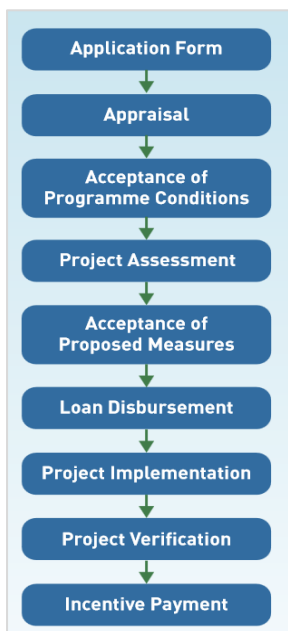 Application Form
Appraisal
Acceptance of
Programme Conditions
Project Assessment
Acceptance of
Proposed Measures
Loan Disbursement
Project Implementation
Project Verification
Incentive Payment